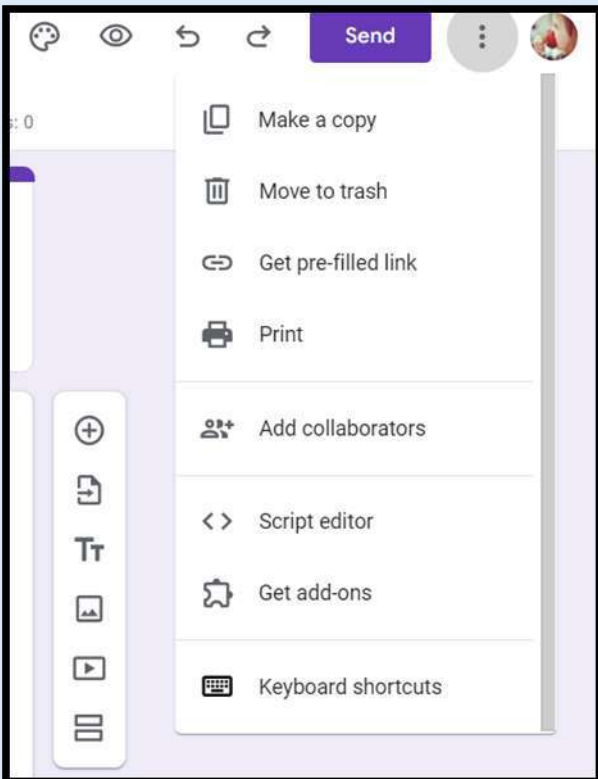 Send
s: 0
Make a copy
Move to trash
Get pre-filled link
Print
Add collaborators
Script editor
Get add-ons
Keyboard shortcuts
Tт